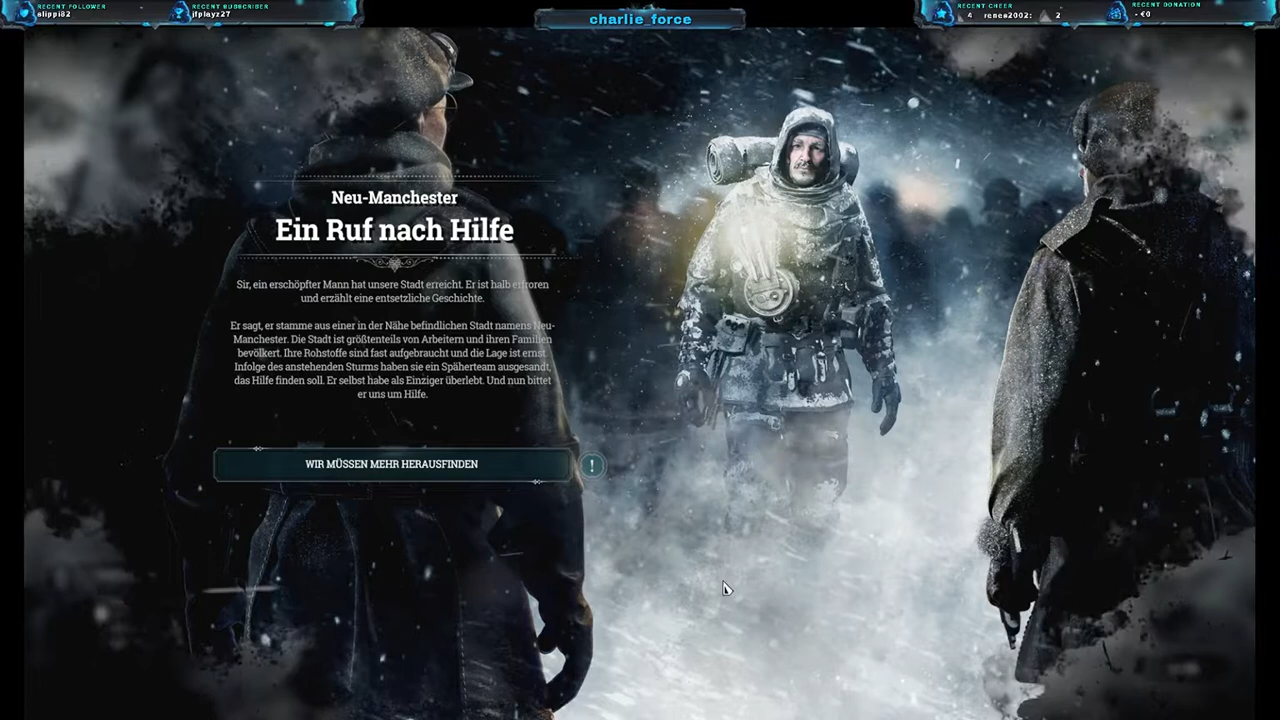 RECENT FOLLOWER
alippi82
RECENT SUBSCRIBER
jfplayz27
charlie_force
RECENT CHEER
4 renea2002: 2
RECENT DONATION
- €0
Neu-Manchester
Ein Ruf nach Hilfe
Sir, ein erschöpfter Mann hat unsere Stadt erreicht. Er ist halb erfroren
und erzählt eine entsetzliche Geschichte.
Er sagt, er stamme aus einer in der Nähe befindlichen Stadt namens Neu-
Manchester. Die Stadt ist größtenteils von Arbeitern und ihren Familien
bevölkert. Ihre Rohstoffe sind fast aufgebraucht und die Lage ist ernst.
Infolge des anstehenden Sturms haben sie ein Späherteam ausgesandt,
das Hilfe finden soll. Er selbst habe als Einziger überlebt. Und nun bittet
er uns um Hilfe.
WIR MÜSSEN MEHR HERAUSFINDEN
!